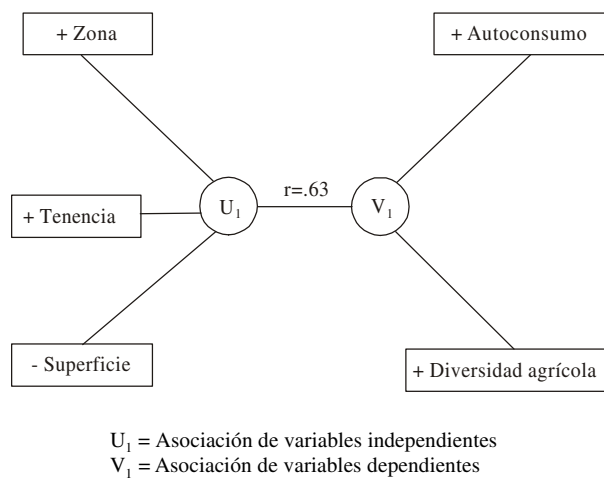 + Zona
+ Autoconsumo
r=.63
+ Tenencia
U₁
V₁
- Superficie
+ Diversidad agrícola
U₁ = Asociación de variables independientes
V₁ = Asociación de variables dependientes